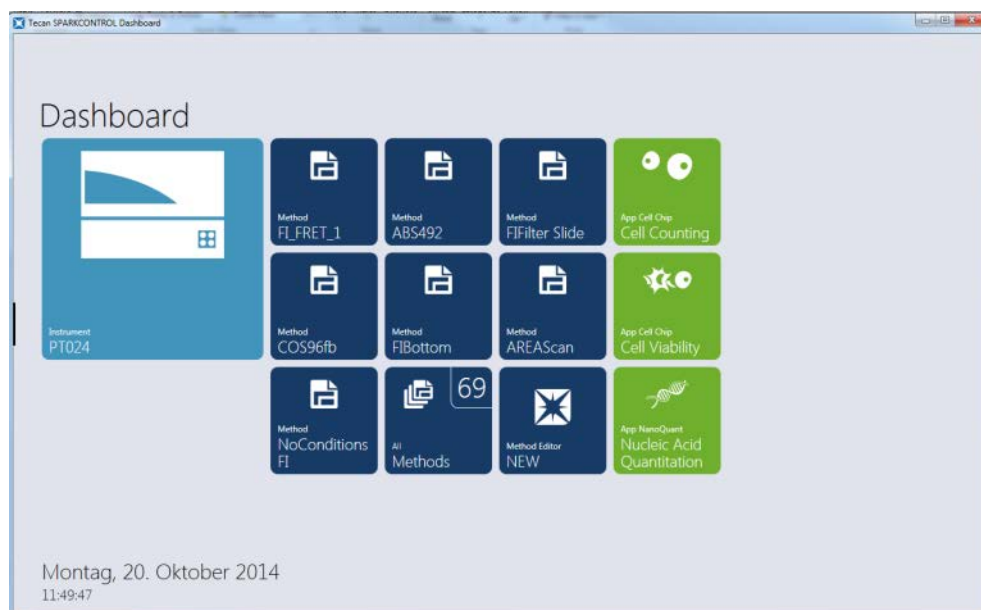 Tecan SPARKCONTROL Dashboard
Dashboard
Instrument
PT024
Method
FI_FRET_1
Method
ABS492
Method
FIFilter Slide
App Cell Chip
Cell Counting
Method
COS96fb
Method
FIBottom
Method
AREAScan
App Cell Chip
Cell Viability
Method
NoConditions
FI
69
All
Methods
Method Editor
NEW
App NanoQuant
Nucleic Acid
Quantitation
Montag, 20. Oktober 2014
11:49:47